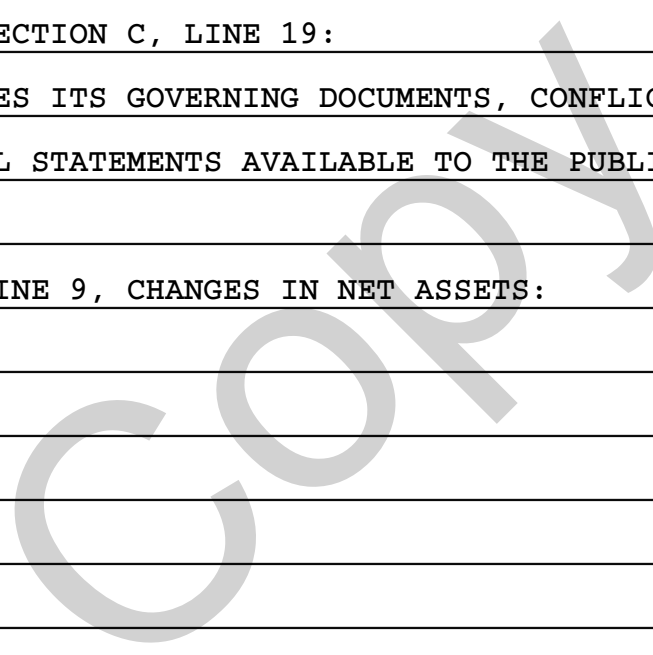 ECTION C, LINE 19:
ES ITS GOVERNING DOCUMENTS, CONFLIC
L STATEMENTS AVAILABLE TO THE PUBLI
INE 9, CHANGES IN NET ASSETS:
Copy